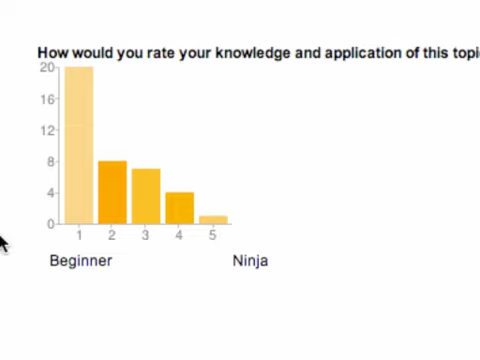 How would you rate your knowledge and application of this topi
20
16
12
8
4
0
1 2 3 4 5
Beginner Ninja